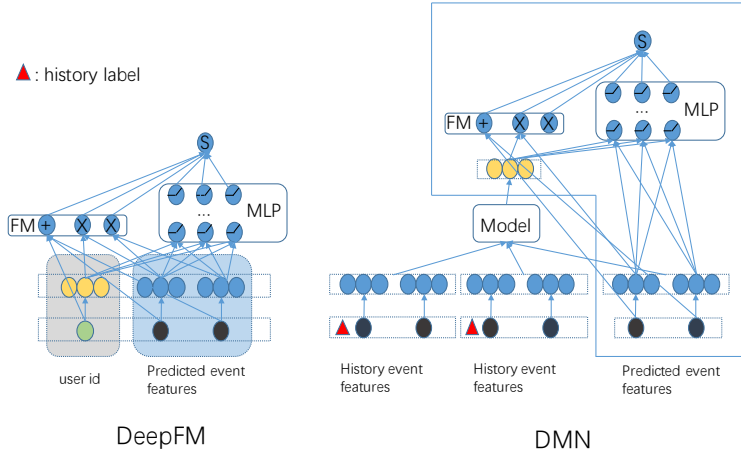 : history label
S
FM + X X
...
MLP
user id
Predicted event
features
DeepFM
S
FM + X X
...
MLP
Model
History event
features
History event
features
Predicted event
features
DMN